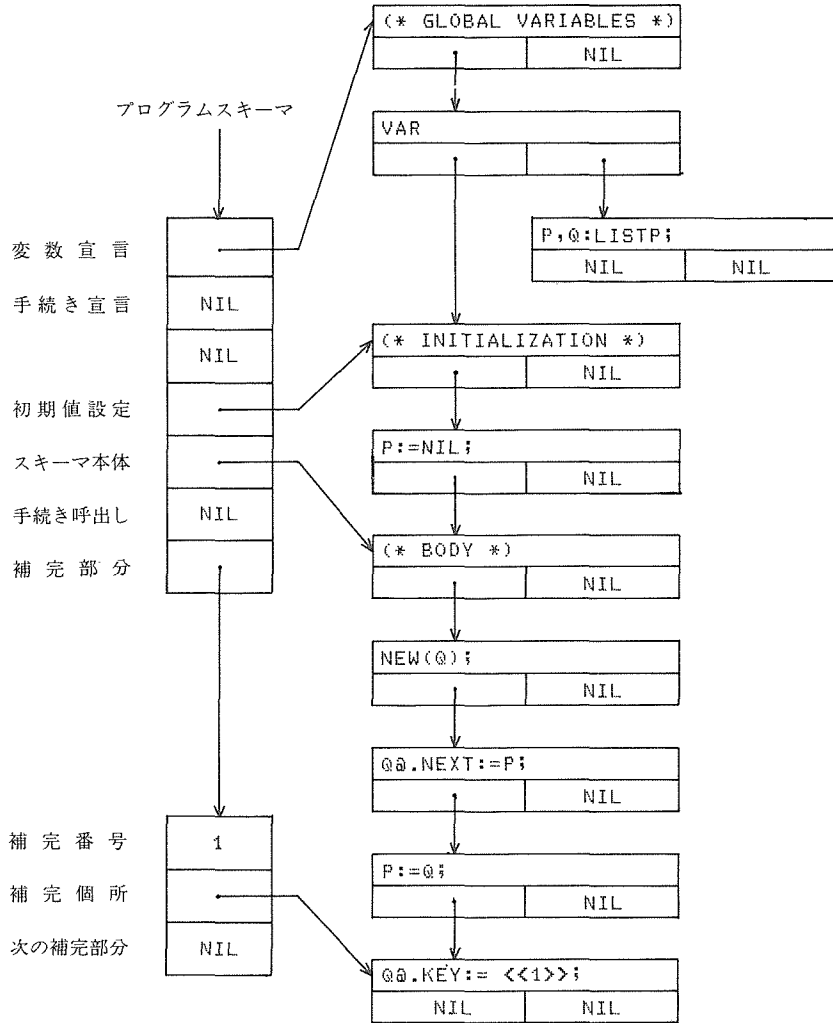 (* GLOBAL VARIABLES *)
NIL
プログラムスキーマ
VAR
P,Q:LISTP;
NIL NIL
変数宣言
手続き宣言 NIL
NIL
初期値設定
スキーマ本体
手続き呼出し NIL
補完部分
(* INITIALIZATION *)
NIL
P:=NIL;
NIL
(* BODY *)
NIL
NEW(Q);
NIL
Q@.NEXT:=P;
NIL
P:=Q;
NIL
補完番号 1
補完個所
次の補完部分 NIL
Q@.KEY:= <<1>>;
NIL NIL